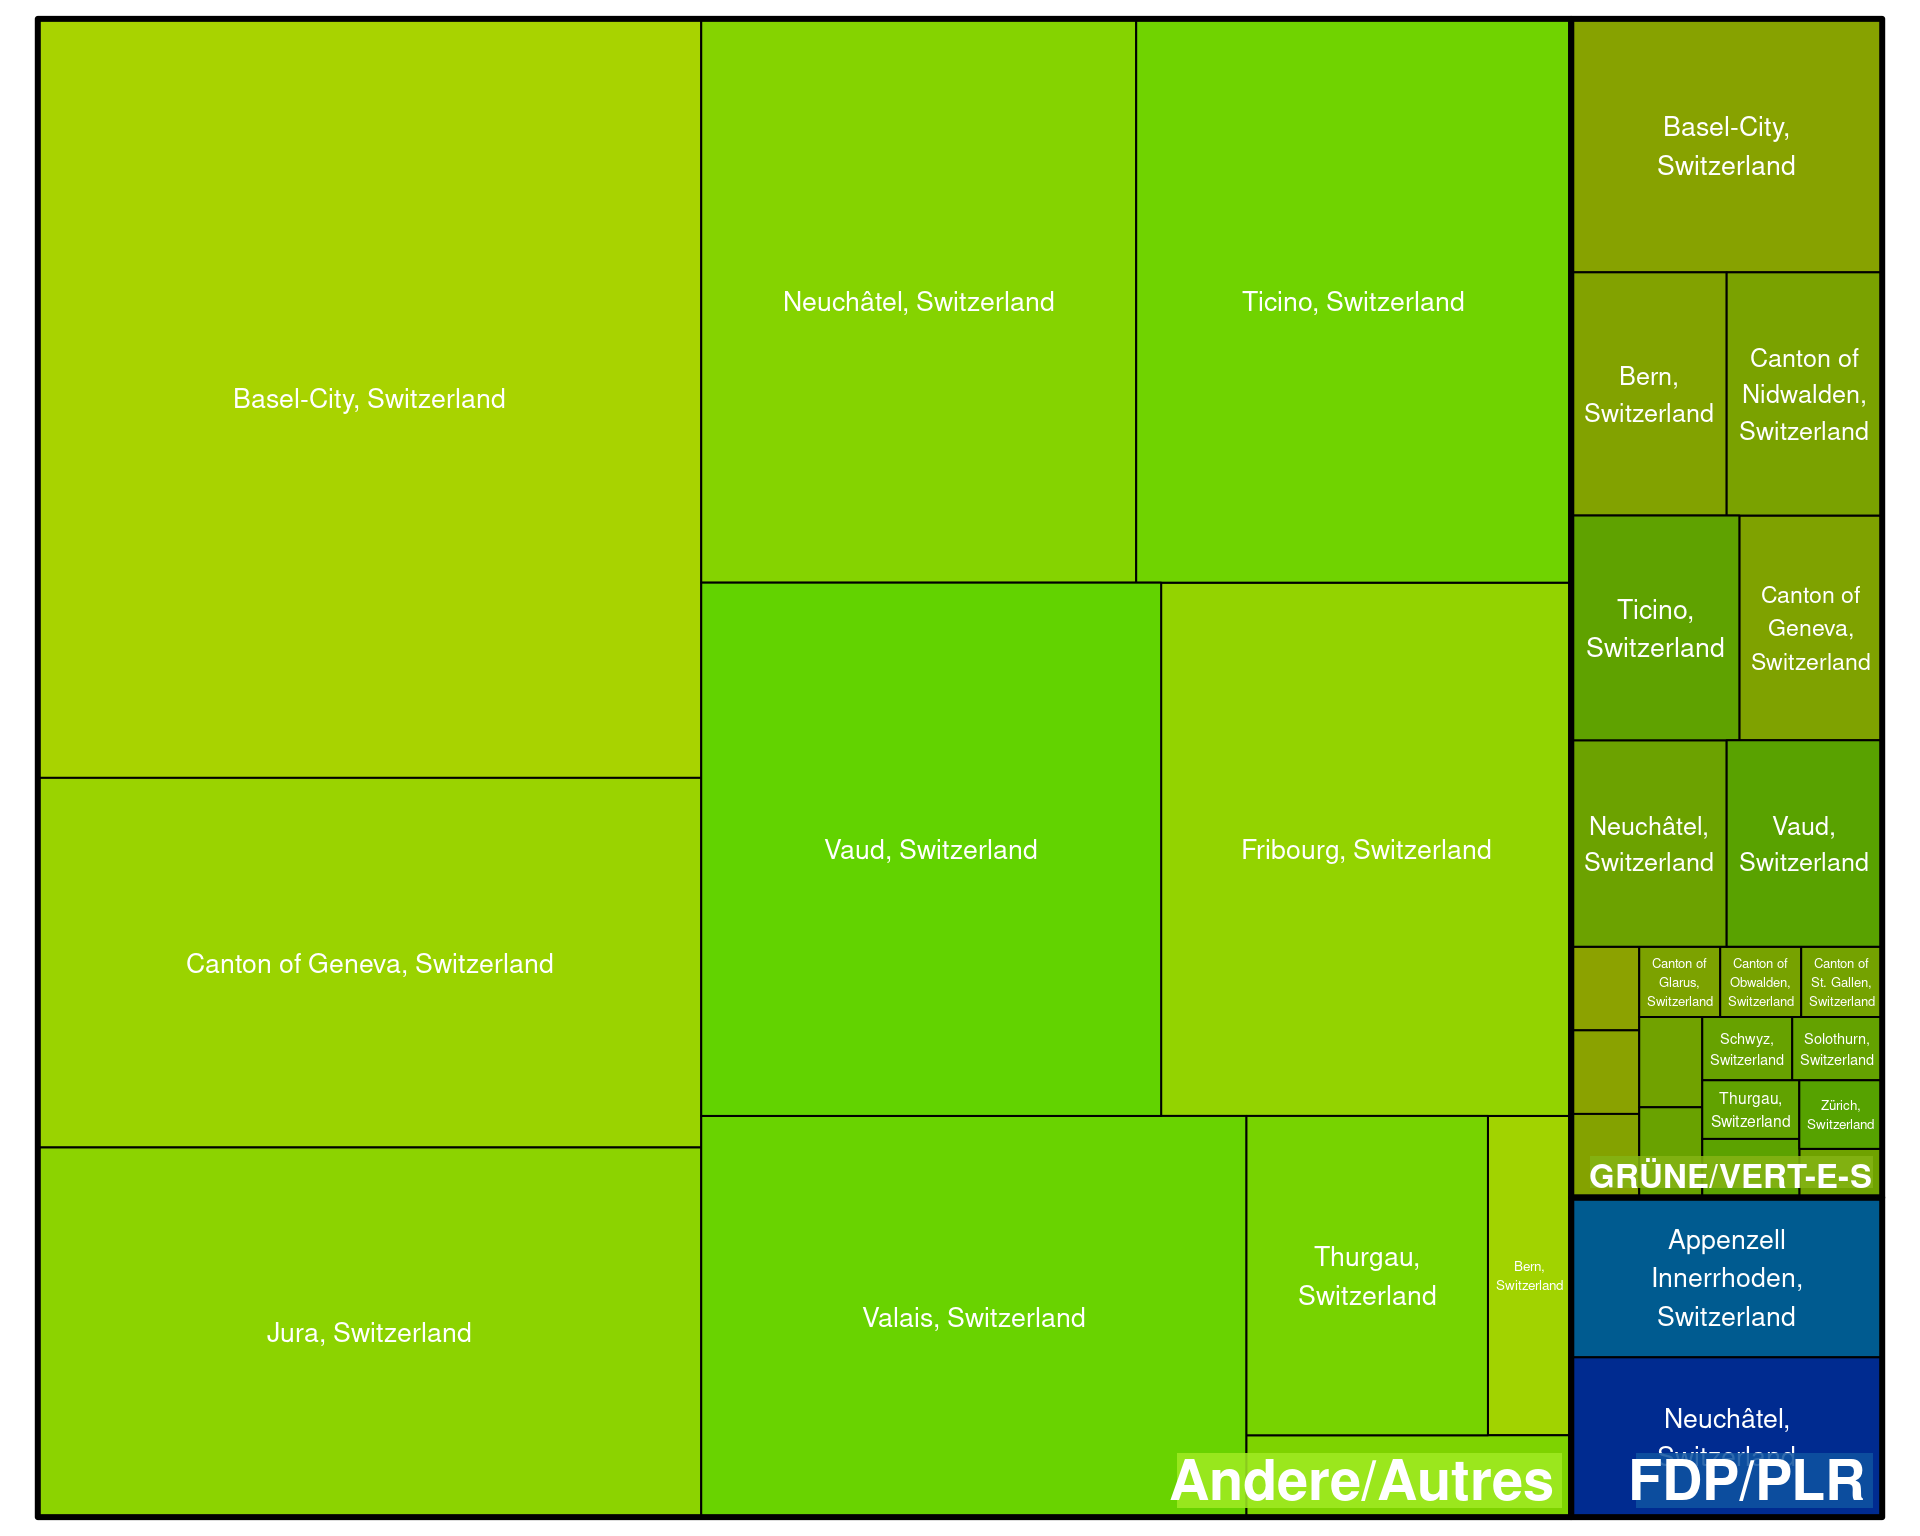 Basel-City, Switzerland
Canton of Geneva, Switzerland
Jura, Switzerland
Neuchâtel, Switzerland
Ticino, Switzerland
Vaud, Switzerland
Fribourg, Switzerland
Valais, Switzerland
Thurgau,
Switzerland
Bern,
Switzerland
Andere/Autres
Basel-City,
Switzerland
Bern,
Switzerland
Canton of
Nidwalden,
Switzerland
Ticino,
Switzerland
Canton of
Geneva,
Switzerland
Neuchâtel,
Switzerland
Vaud,
Switzerland
Canton of
Glarus,
Switzerland
Canton of
Obwalden,
Switzerland
Canton of
St. Gallen,
Switzerland
Schwyz,
Switzerland
Solothurn,
Switzerland
Thurgau,
Switzerland
Zürich,
Switzerland
GRÜNE/VERT-E-S
Appenzell
Innerrhoden,
Switzerland
Neuchâtel,
Switzerland
FDP/PLR